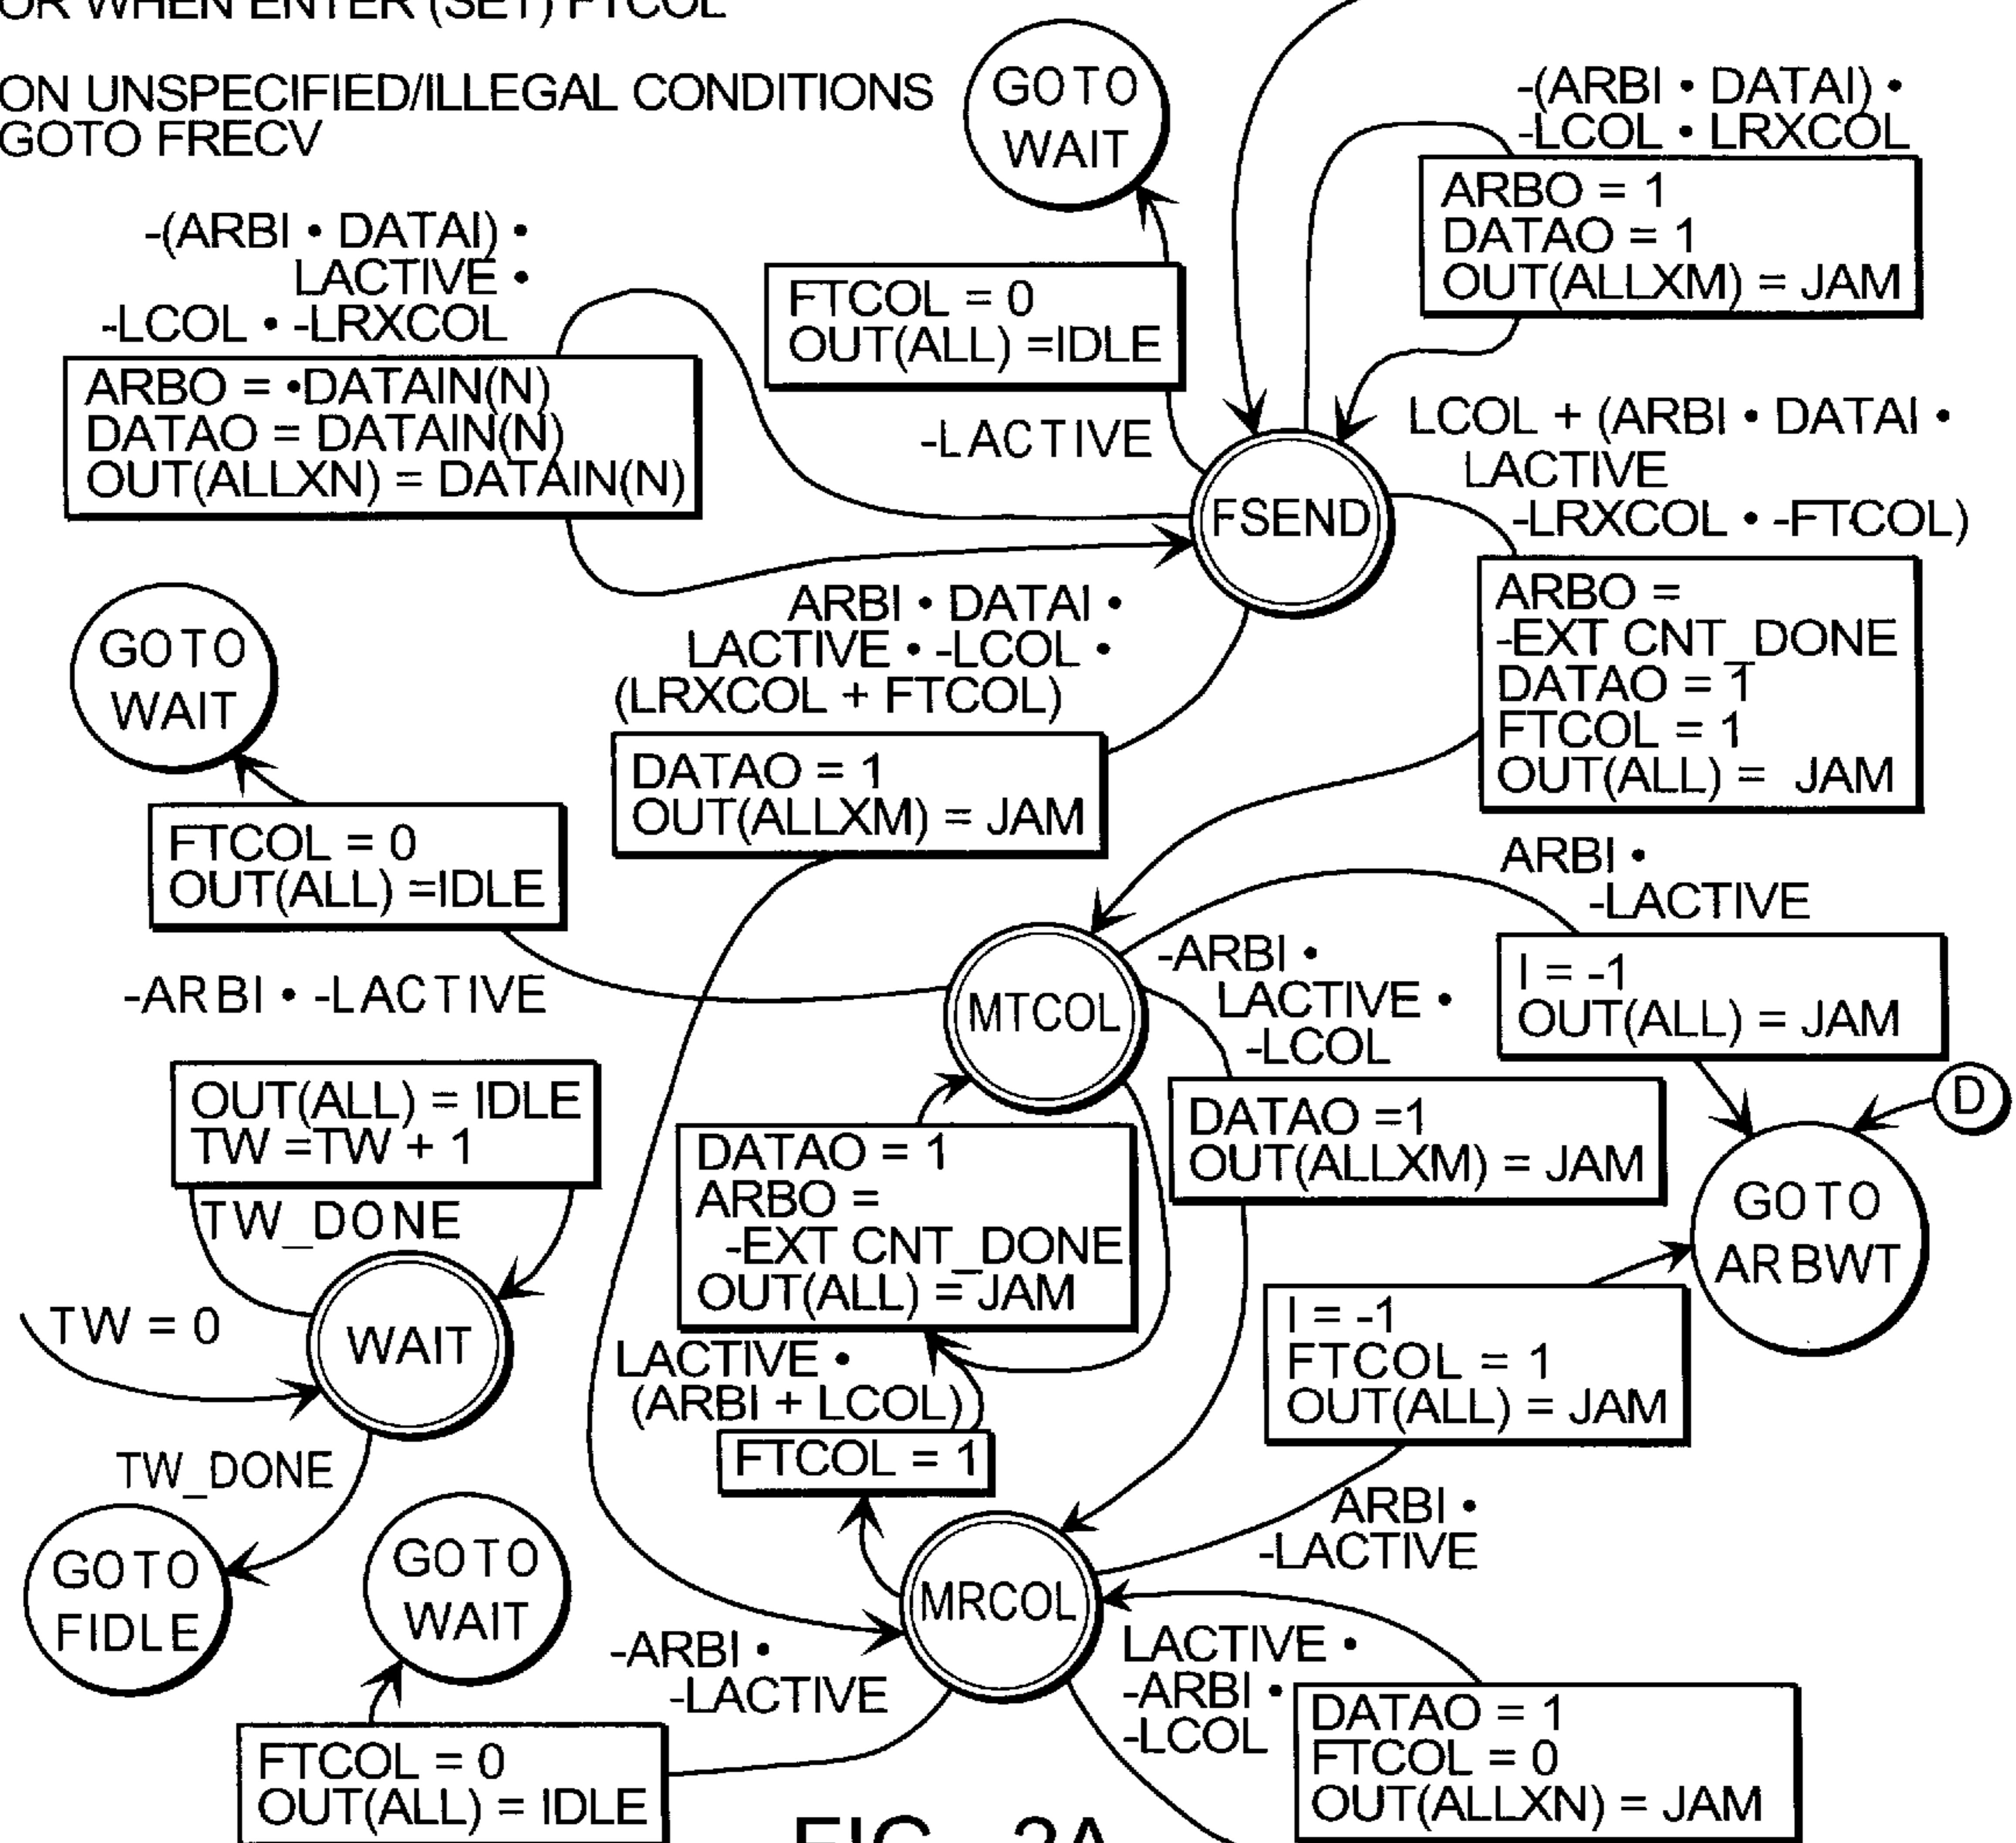 OR WHEN ENTER (SET) FTCOL
ON UNSPECIFIED/ILLEGAL CONDITIONS
GOTO FRECV
GOTO
WAIT
-(ARBI • DATAI) •
-LCOL • LRXCOL
ARBO = 1
DATAO = 1
OUT(ALLXM) = JAM
-(ARBI • DATAI) •
LACTIVE •
-LCOL • -LRXCOL
ARBO = •DATAIN(N)
DATAO = DATAIN(N)
OUT(ALLXN) = DATAIN(N)
FTCOL = 0
OUT(ALL) =IDLE
-LACTIVE
FSEND
LCOL + (ARBI • DATAI •
LACTIVE
-LRXCOL • -FTCOL)
ARBO =
-EXT CNT_DONE
DATAO = 1
FTCOL = 1
OUT(ALL) = JAM
GOTO
WAIT
ARBI • DATAI •
LACTIVE • -LCOL •
(LRXCOL + FTCOL)
DATAO = 1
OUT(ALLXM) = JAM
FTCOL = 0
OUT(ALL) =IDLE
-ARBI • -LACTIVE
MTCOL
ARBI •
-LACTIVE
I = -1
OUT(ALL) = JAM
-ARBI •
LACTIVE •
-LCOL
DATAO =1
OUT(ALLXM) = JAM
D
GOTO
ARBWT
OUT(ALL) = IDLE
TW =TW + 1
TW_DONE
TW = 0
WAIT
TW_DONE
GOTO
FIDLE
DATAO = 1
ARBO =
-EXT CNT_DONE
OUT(ALL) = JAM
LACTIVE •
(ARBI + LCOL)
FTCOL = 1
I = -1
FTCOL = 1
OUT(ALL) = JAM
ARBI •
-LACTIVE
MRCOL
GOTO
WAIT
-ARBI •
-LACTIVE
FTCOL = 0
OUT(ALL) = IDLE
LACTIVE •
-ARBI •
-LCOL
DATAO = 1
FTCOL = 0
OUT(ALLXN) = JAM
FIG. 2A